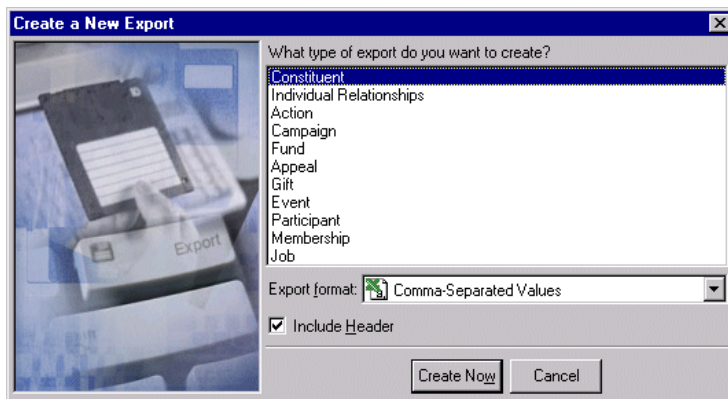 Create a New Export
What type of export do you want to create?
Constituent
Individual Relationships
Action
Campaign
Fund
Appeal
Gift
Event
Participant
Membership
Job
Export
Export format: Comma-Separated Values
Include Header
Create Now Cancel